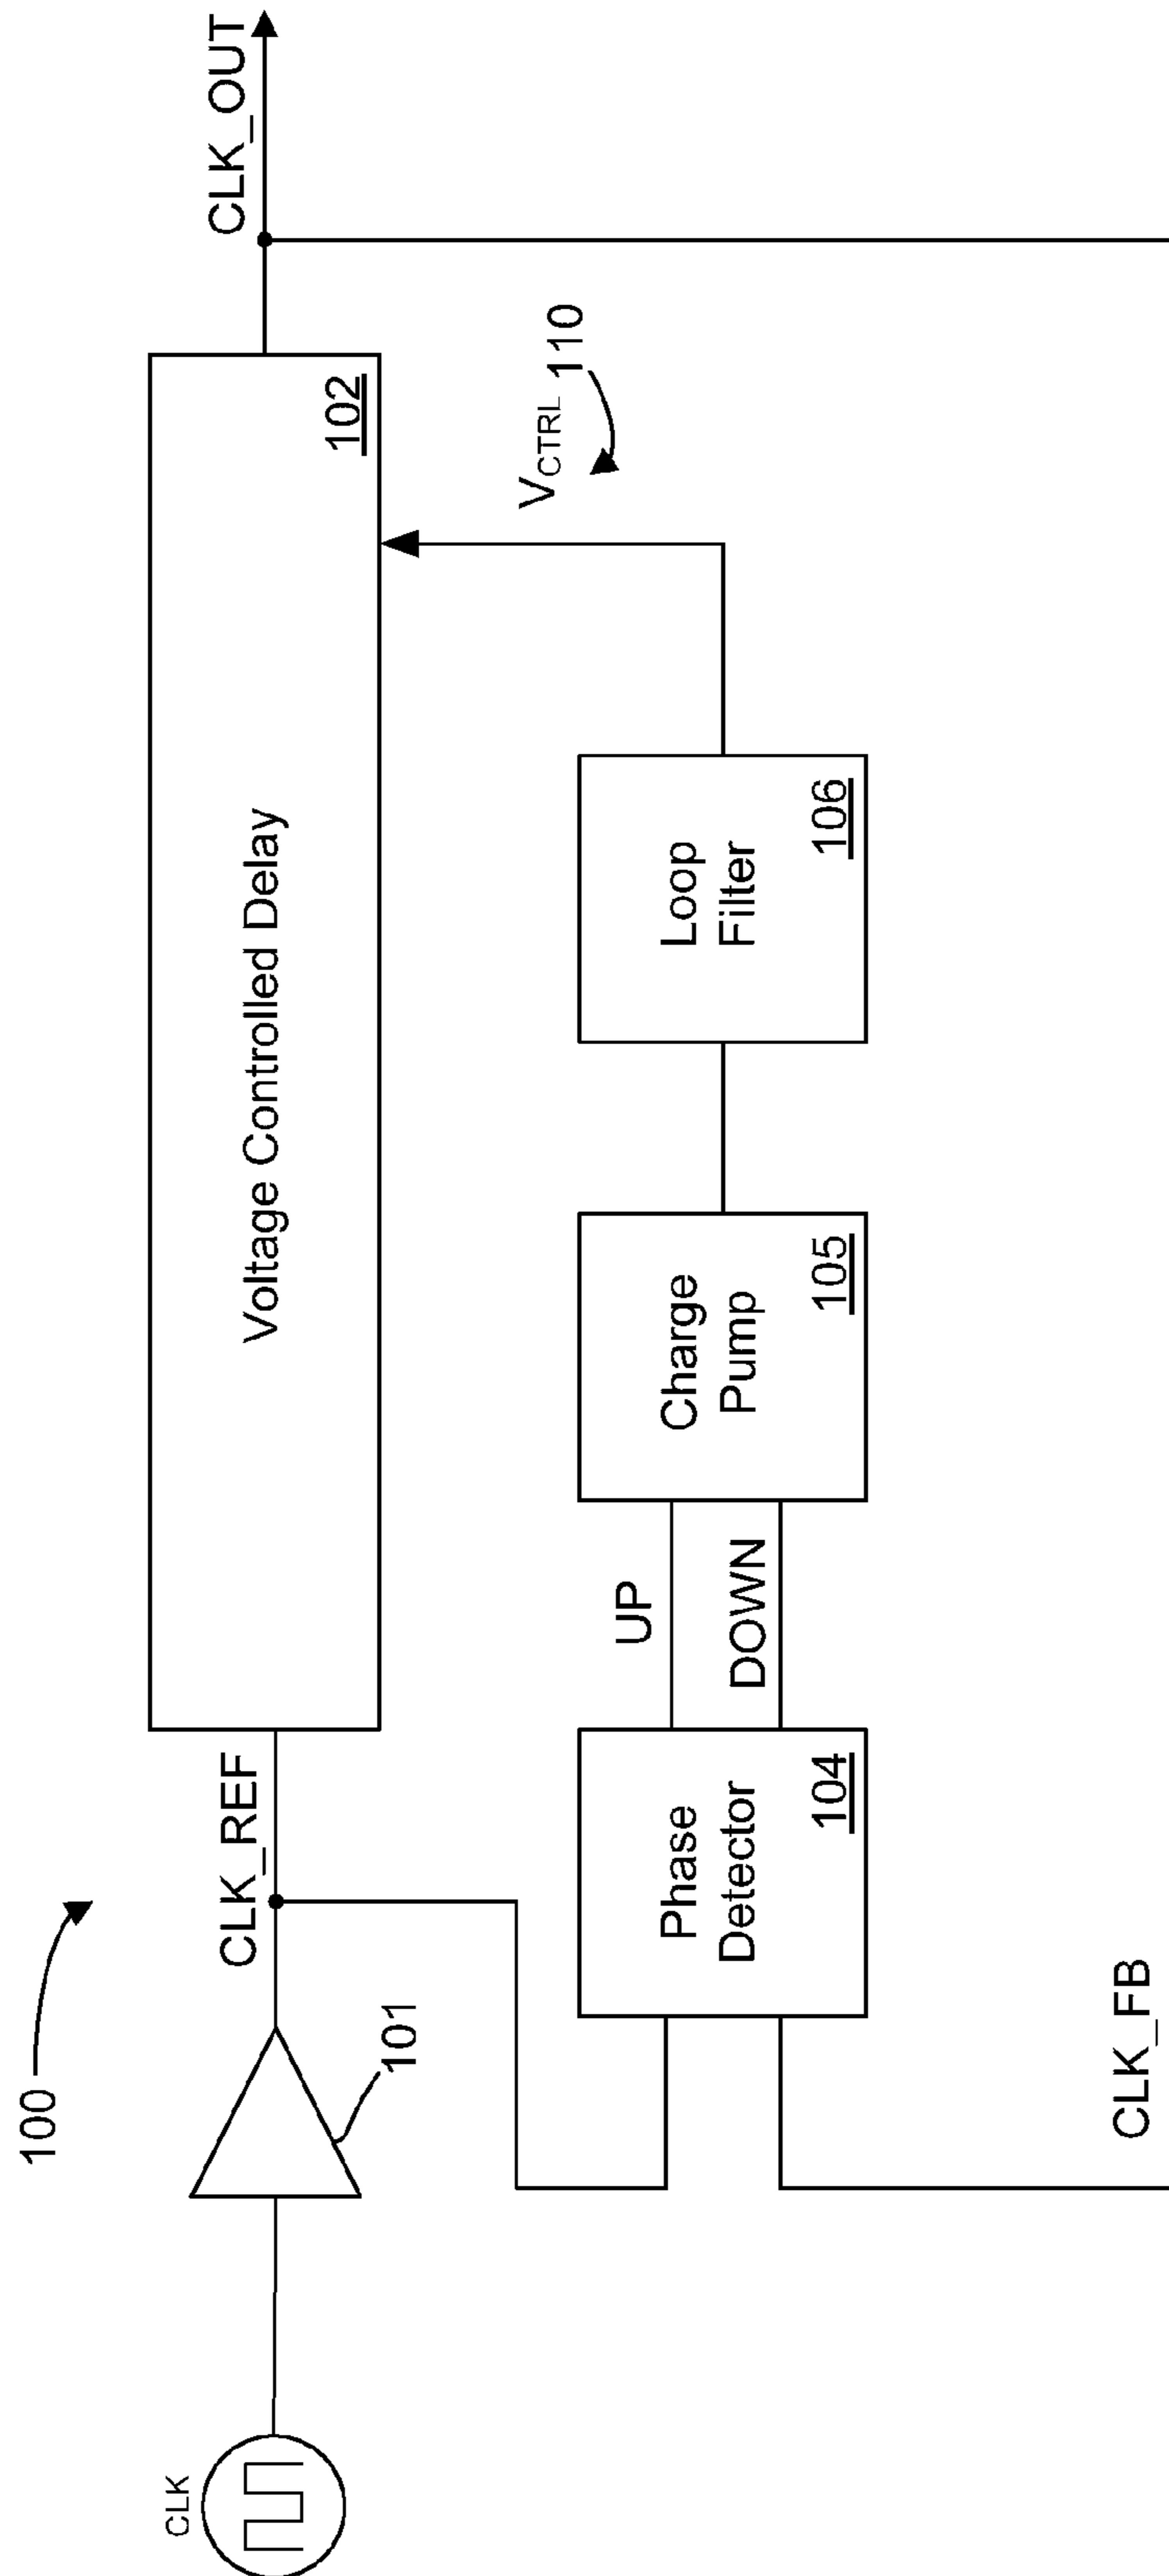 100
CLK
101
CLK_REF
Voltage Controlled Delay
102
CLK_OUT
V_CTRL 110
Phase
Detector
104
UP
DOWN
Charge
Pump
105
Loop
Filter
106
CLK_FB